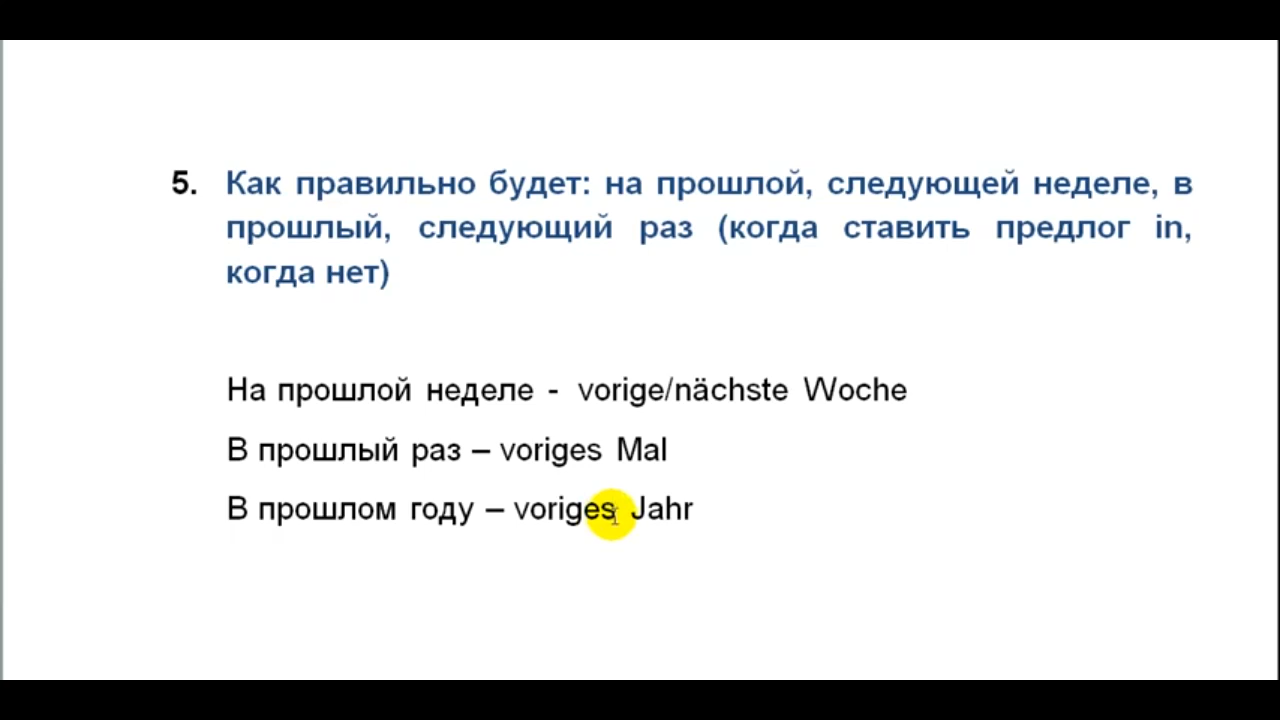 5. Как правильно будет: на прошлой, следующей неделе, в
прошлый, следующий раз (когда ставить предлог in,
когда нет)
На прошлой неделе - vorige/nächste Woche
В прошлый раз – voriges Mal
В прошлом году – voriges Jahr